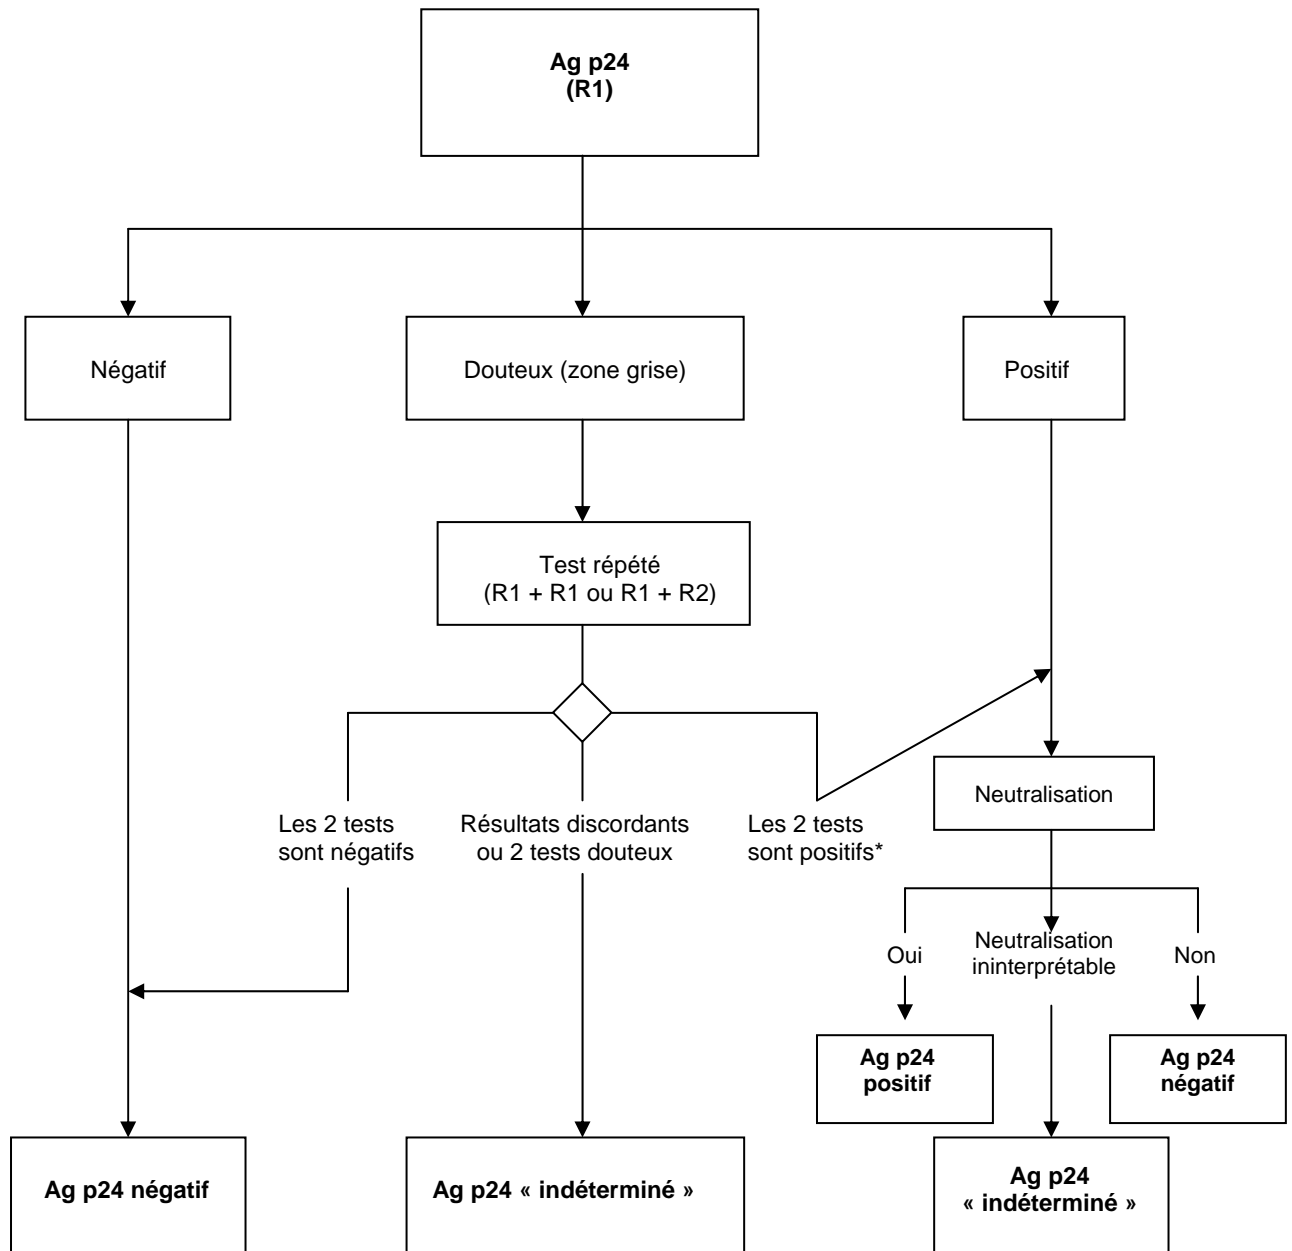 Ag p24
(R1)
Négatif
Douteux (zone grise)
Positif
Test répété
(R1 + R1 ou R1 + R2)
Neutralisation
Les 2 tests
sont négatifs
Résultats discordants
ou 2 tests douteux
Les 2 tests
sont positifs*
Oui
Neutralisation
ininterprétable
Non
Ag p24
positif
Ag p24
négatif
Ag p24 négatif
Ag p24 « indéterminé »
Ag p24
« indéterminé »